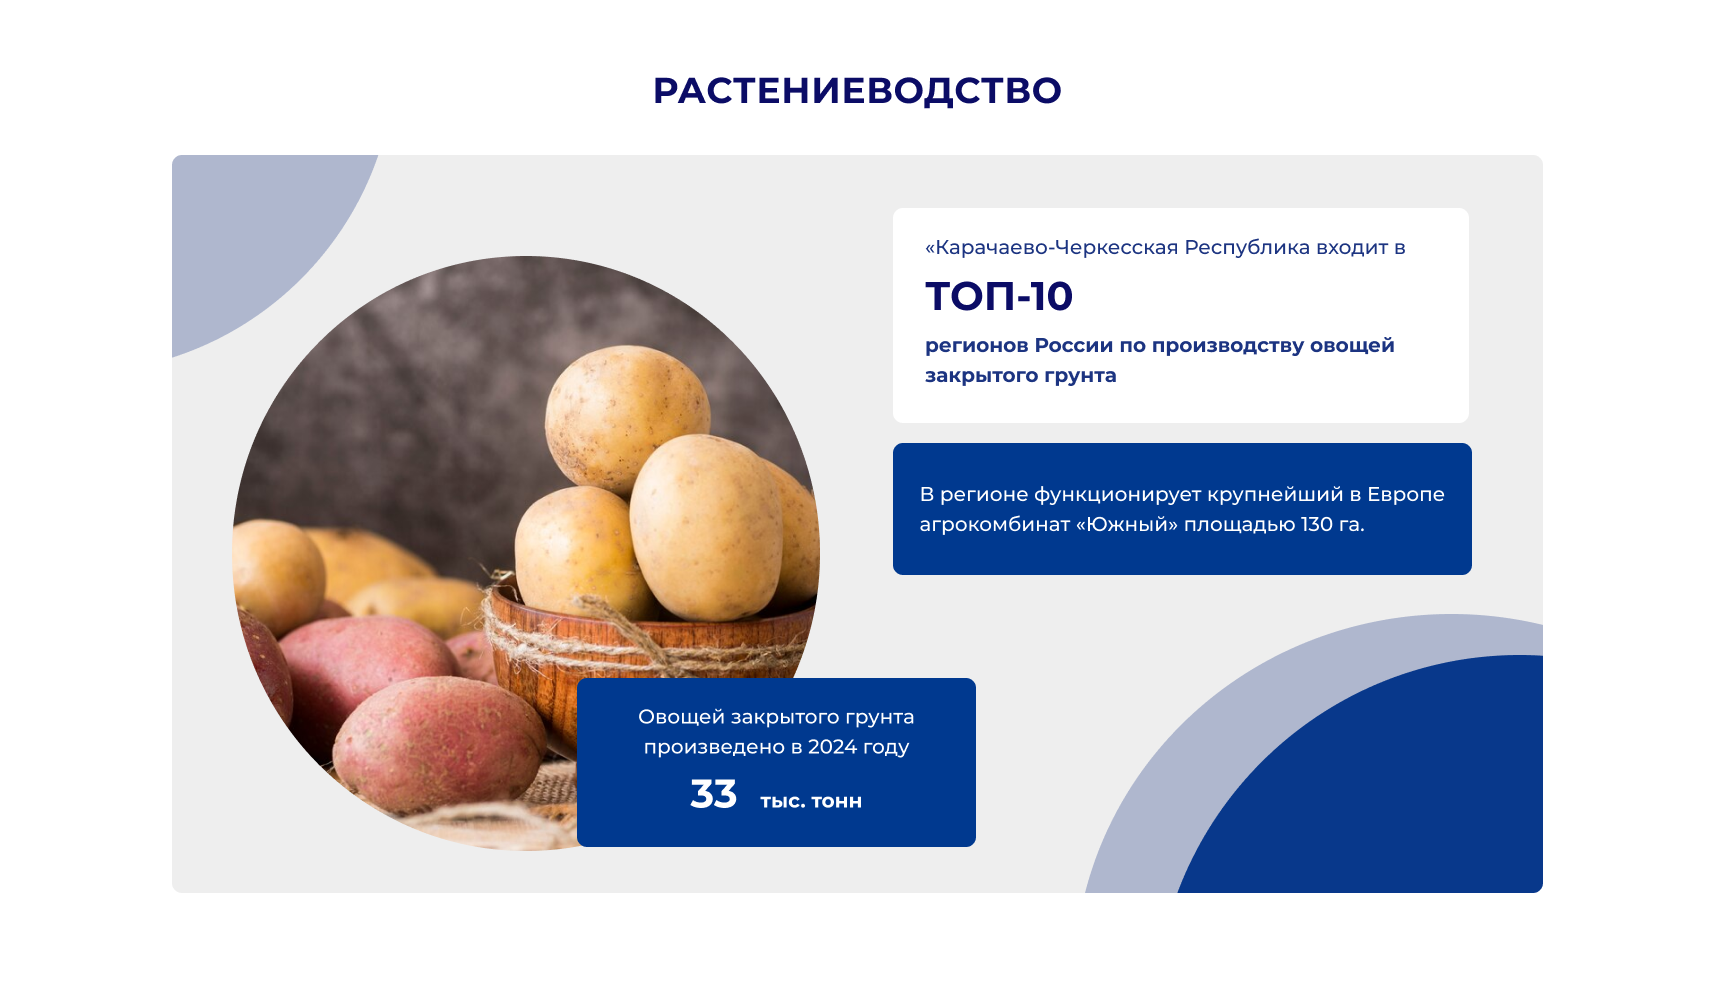 РАСТЕНИЕВОДСТВО
«Карачаево-Черкесская Республика входит в
ТОП-10
регионов России по производству овощей
закрытого грунта
В регионе функционирует крупнейший в Европе
агрокомбинат «Южный» площадью 130 га.
Овощей закрытого грунта
произведено в 2024 году
33 тыс. тонн